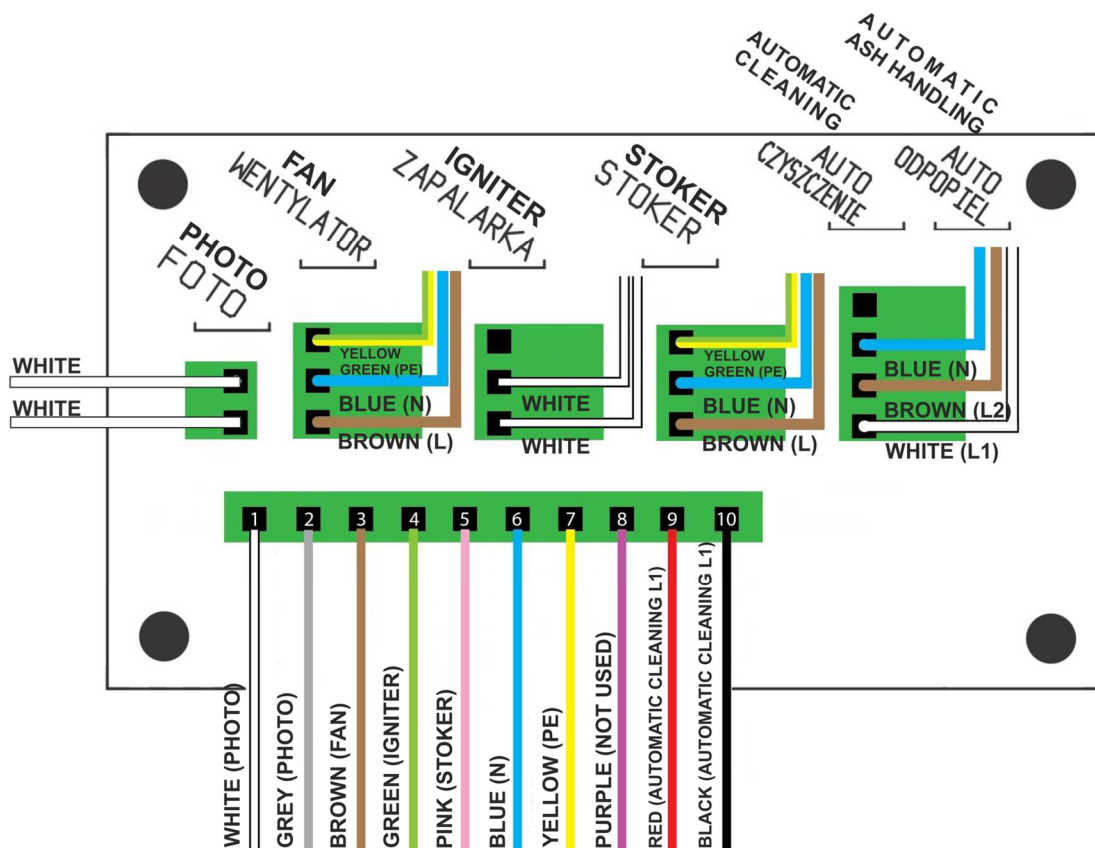 AUTOMATIC
CLEANING
AUTOMATIC
ASH HANDLING
PHOTO
FOTO
FAN
WENTYLATOR
IGNITER
ZAPALARKA
STOKER
STOKER
AUTO
CZYSZCZENIE
AUTO
ODPOPIEL
WHITE
WHITE
YELLOW
GREEN (PE)
BLUE (N)
BROWN (L)
WHITE
WHITE
YELLOW
GREEN (PE)
BLUE (N)
BROWN (L)
BLUE (N)
BROWN (L2)
WHITE (L1)
1 2 3 4 5 6 7 8 9 10
WHITE (PHOTO)
GREY (PHOTO)
BROWN (FAN)
GREEN (IGNITER)
PINK (STOKER)
BLUE (N)
YELLOW (PE)
PURPLE (NOT USED)
RED (AUTOMATIC CLEANING L1)
BLACK (AUTOMATIC CLEANING L1)